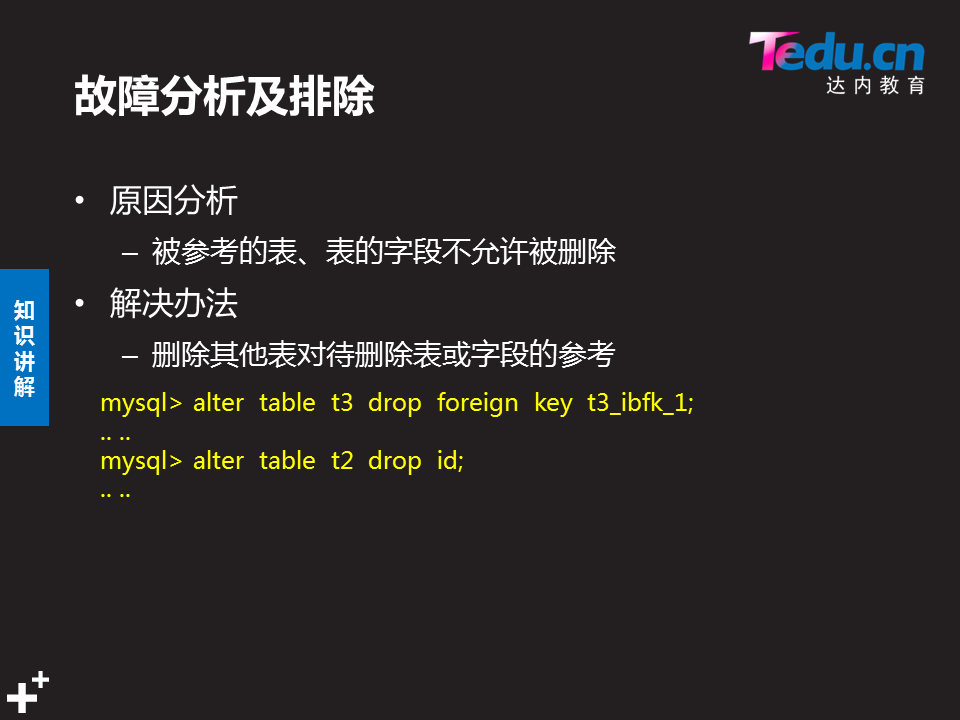 Tedu.cn
达内教育
故障分析及排除
• 原因分析
– 被参考的表、表的字段不允许被删除
• 解决办法
– 删除其他表对待删除表或字段的参考
mysql> alter table t3 drop foreign key t3_ibfk_1;
.. ..
mysql> alter table t2 drop id;
.. ..
知
识
讲
解